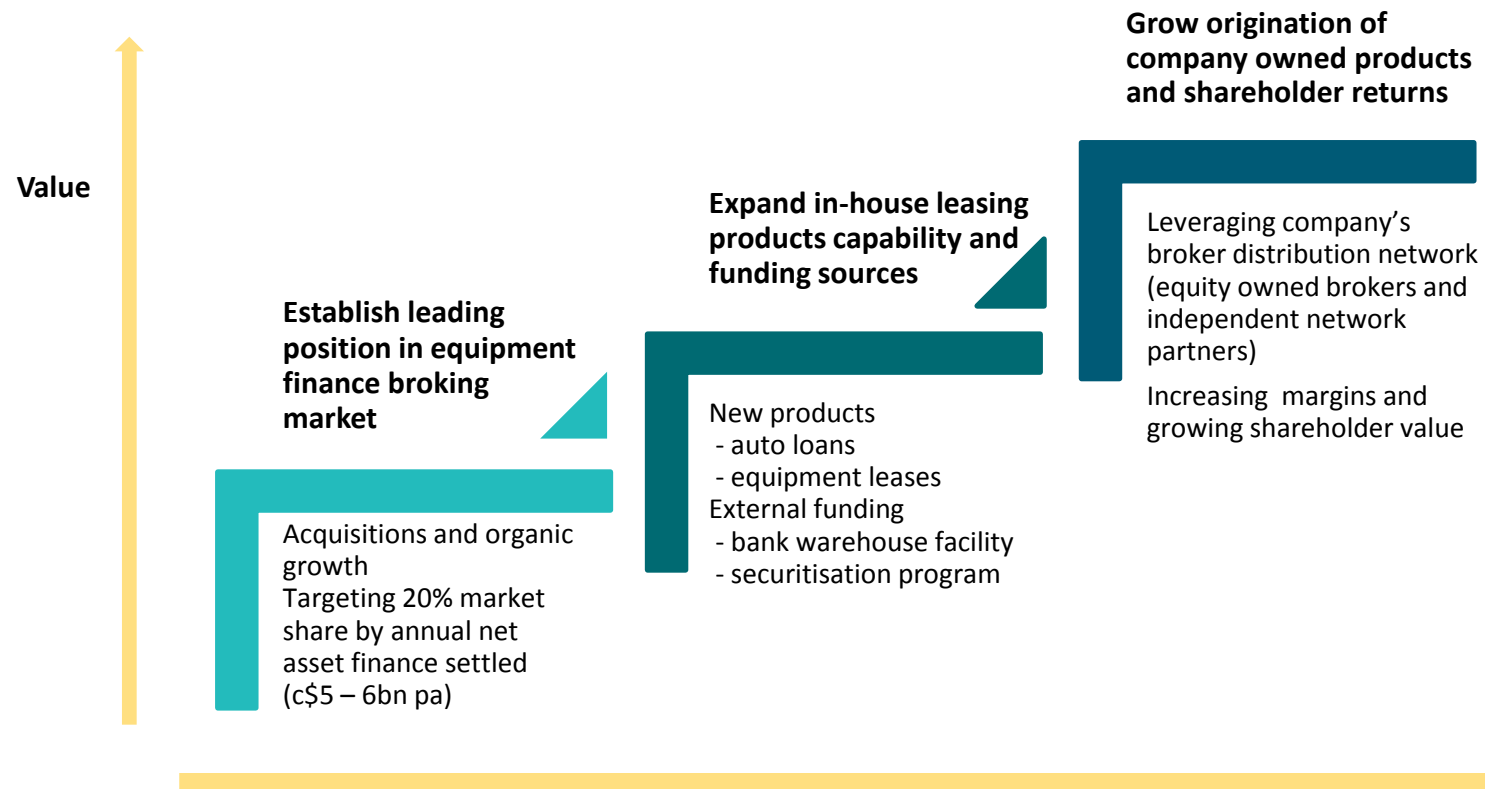 Value
Establish leading
position in equipment
finance broking
market
Acquisitions and organic
growth
Targeting 20% market
share by annual net
asset finance settled
(c$5 – 6bn pa)
Expand in-house leasing
products capability and
funding sources
New products
- auto loans
- equipment leases
External funding
- bank warehouse facility
- securitisation program
Grow origination of
company owned products
and shareholder returns
Leveraging company’s
broker distribution network
(equity owned brokers and
independent network
partners)
Increasing margins and
growing shareholder value